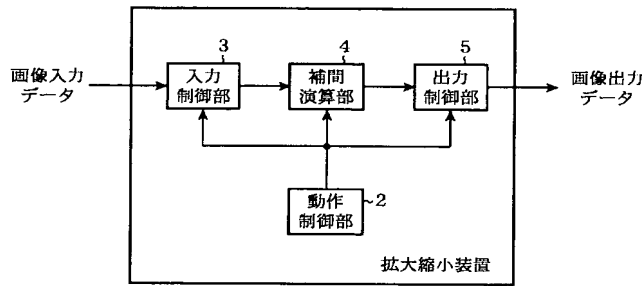 3
4
5
画像入力
データ
入力
制御部
補間
演算部
出力
制御部
画像出力
データ
動作
制御部
~2
拡大縮小装置